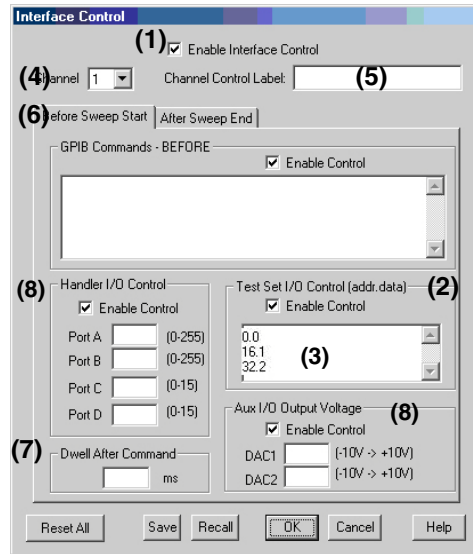 Interface Control
(1) Enable Interface Control
(4) Channel 1 Channel Control Label: (5)
(6) Before Sweep Start After Sweep End
GPIB Commands - BEFORE
Enable Control
(8) Handler I/O Control
Enable Control
Port A (0-255)
Port B (0-255)
Port C (0-15)
Port D (0-15)
Test Set I/O Control (addr.data) (2)
Enable Control
0.0
16.1
32.2
(3)
Aux I/O Output Voltage (8)
Enable Control
DAC1 (-10V -> +10V)
DAC2 (-10V -> +10V)
(7) Dwell After Command
ms
Reset All Save Recall OK Cancel Help